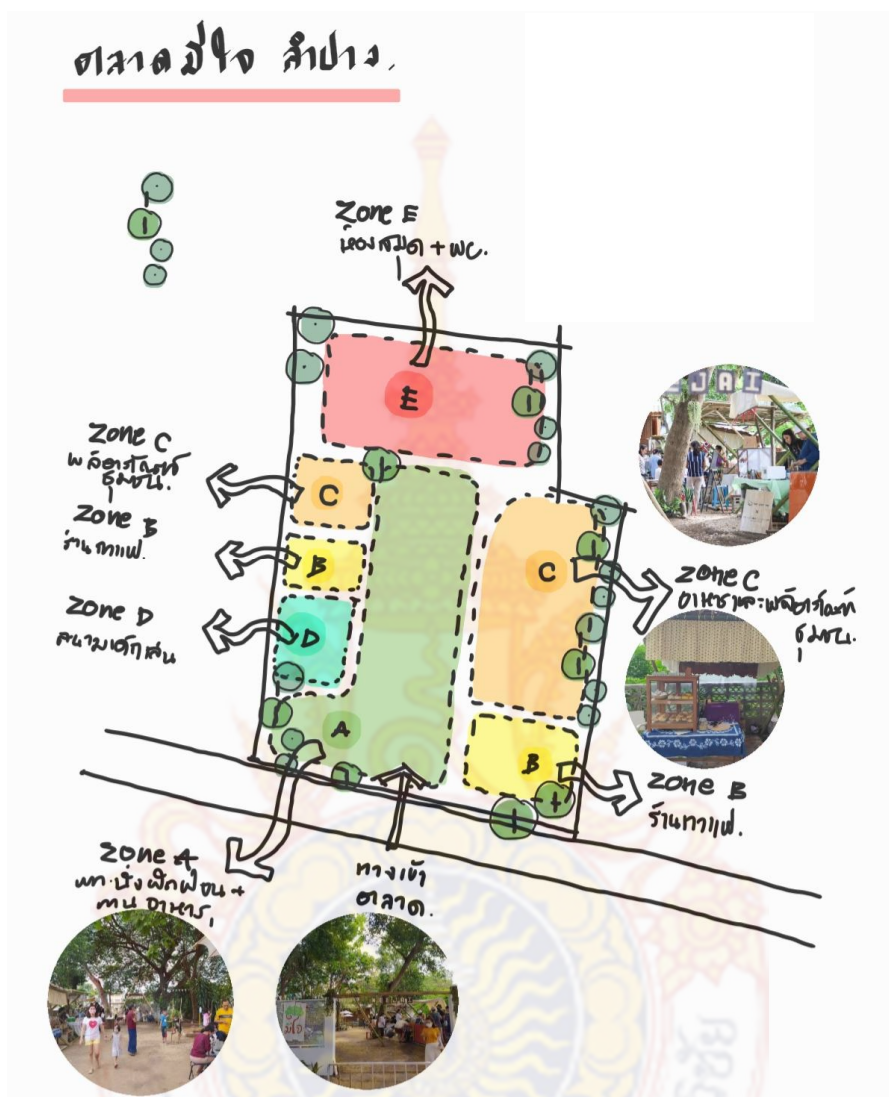 ตลาดมีใจ ลำปาง.
Zone E
ห้องสมุด + WC.
E
JAI
Zone C
ผลิตภัณฑ์
ชุมชน.
C
Zone B
ร้านกาแฟ.
B
C
Zone C
อาหารและผลิตภัณฑ์
ชุมชน.
Zone D
สนามเด็กเล่น
D
A
B
Zone B
ร้านกาแฟ.
Zone A
นั่งพักผ่อน +
ทาน อาหาร
ทางเข้า
ตลาด.
มีใจ